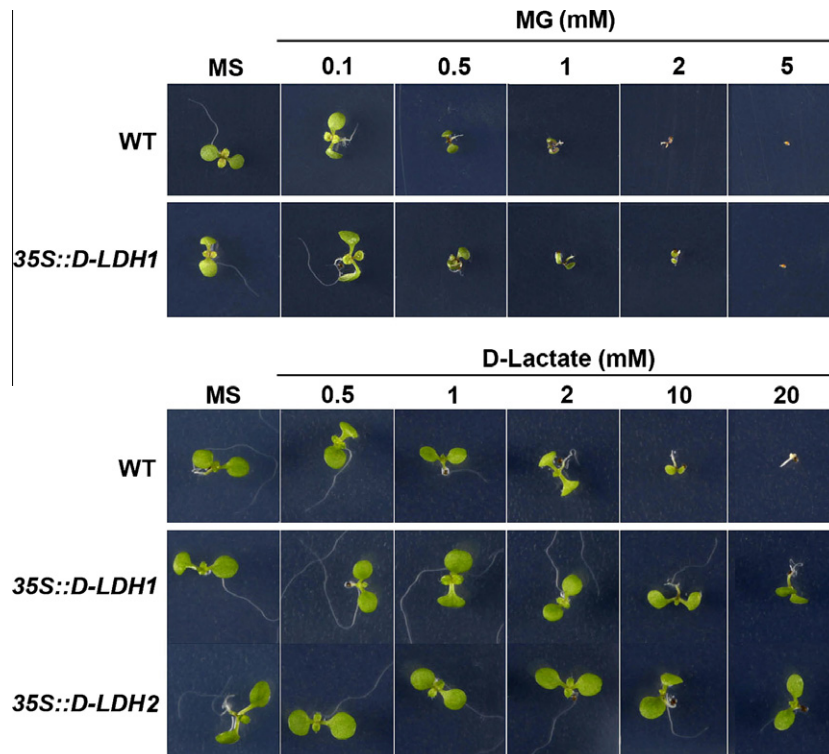 MG (mM)
MS 0.1 0.5 1 2 5
WT
35S::D-LDH1
D-Lactate (mM)
MS 0.5 1 2 10 20
WT
35S::D-LDH1
35S::D-LDH2